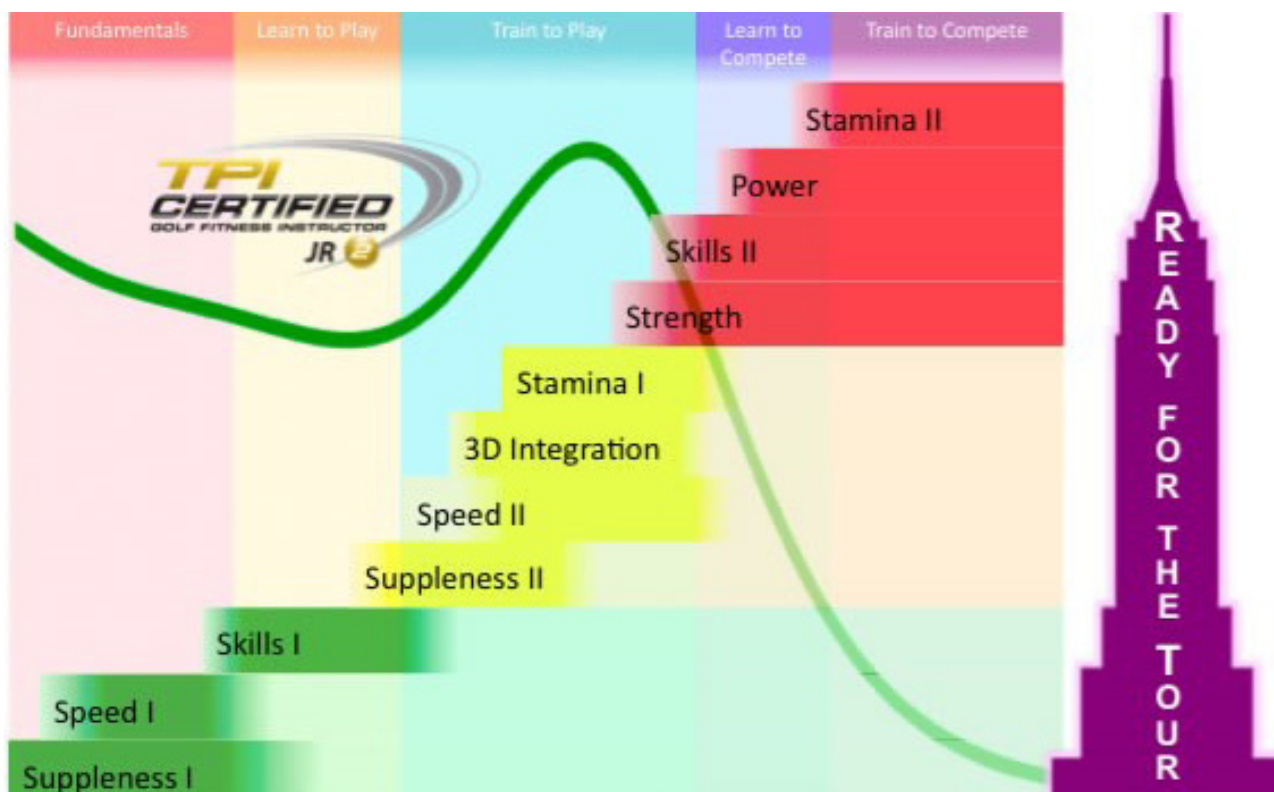 Fundamentals
Learn to Play
Train to Play
Learn to
Compete
Train to Compete
Stamina II
Power
TPI
CERTIFIED
GOLF FITNESS INSTRUCTOR
JR 2
Skills II
Strength
Stamina I
3D Integration
Speed II
Suppleness II
Skills I
Speed I
Suppleness I
READY FOR THE TOUR